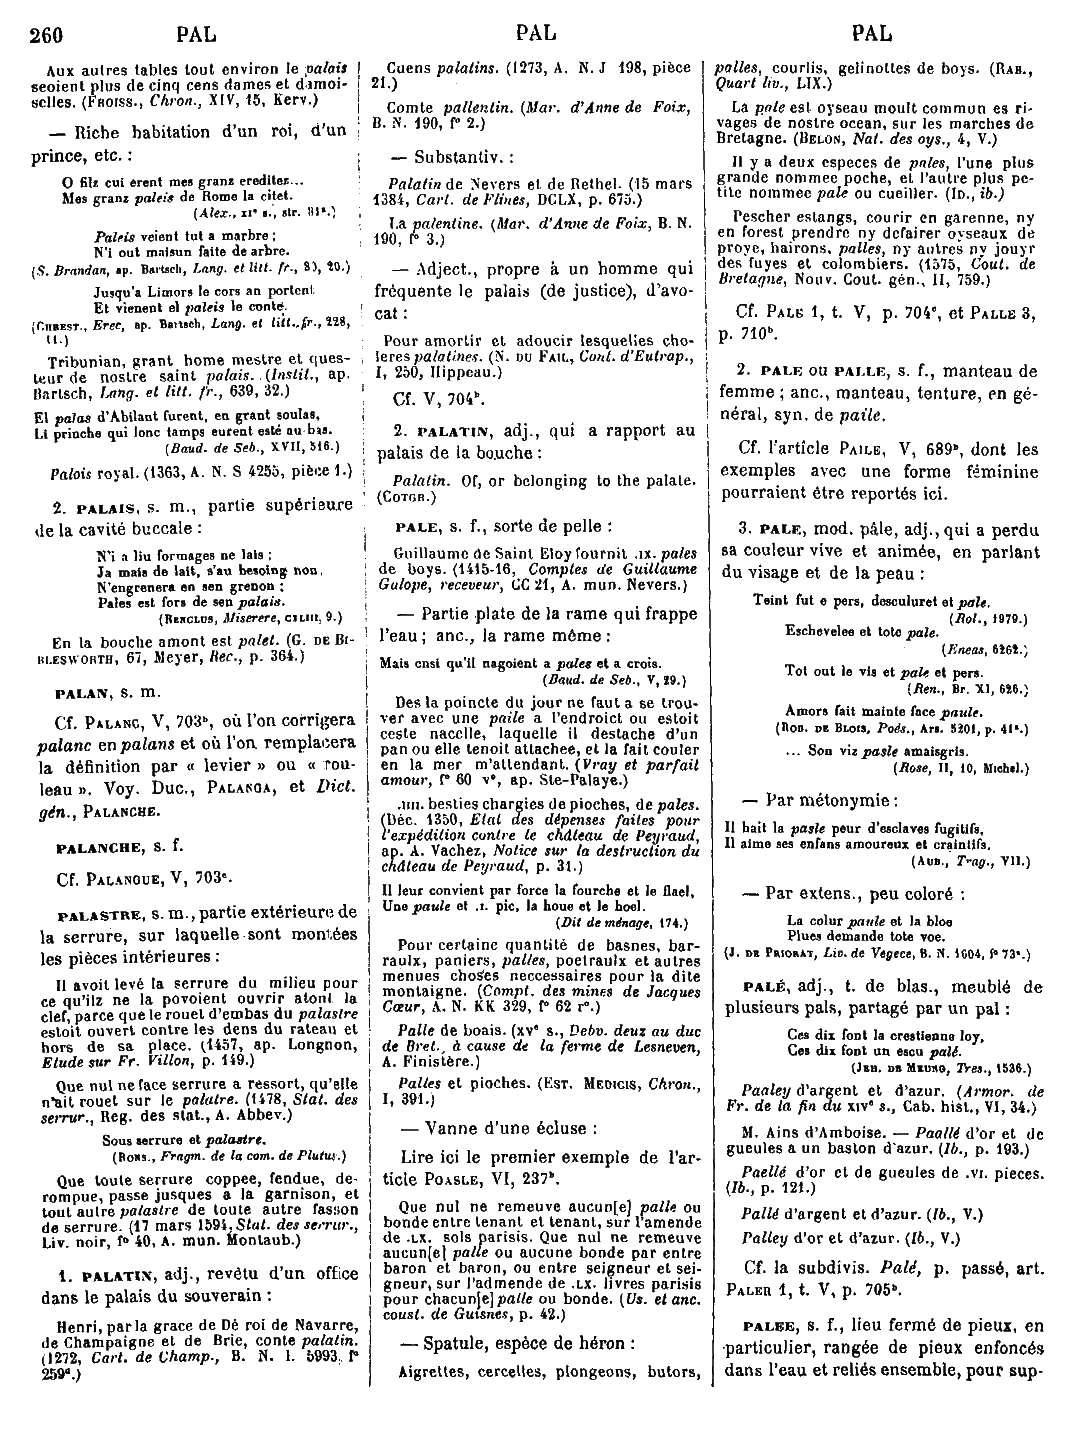 260 PAL PAL PAL
Aux autres tables tout environ le palais
seoient plus de cinq cens dames et damoi-
selles. (FROISS., Chron., XIV, 15, Kerv.)
— Riche habitation d'un roi, d'un
prince, etc. :
O filz cui erent mes granz ereditez...
Mes granz paleis de Rome la citet.
(Alex., XIᵉ s., str. 81ᵃ.)
Paleis veient tut a marbre ;
N'i out maisun faite de arbre.
(S. Brandan, ap. Bartsch, Lang. et litt. fr., 80, 20.)
Jusqu'a Limors le cors an portent
Et vienent el paleis le conte.
(CHREST., Erec, ap. Bartsch, Lang. et litt. fr., 228,
11.)
Tribunian, grant home mestre et ques-
teur de nostre saint palais. (Instit., ap.
Bartsch, Lang. et litt. fr., 639, 32.)
El palas d'Abilant furent, en grant soulas,
Li prinche qui lonc tamps eurent esté au bas.
(Baud. de Seb., XVII, 516.)
Palois royal. (1363, A. N. S 4255, pièce 1.)
2. PALAIS, s. m., partie supérieure
de la cavité buccale :
N'i a liu formages ne lais ;
Ja mais de lait, s'au besoing non,
N'engrenera en sen grenon ;
Pales est fors de sen palais.
(RENCLUS, Miserere, CXLIII, 9.)
En la bouche amont est palet. (G. DE BI-
BLESWORTH, 67, Meyer, Rec., p. 364.)
PALAN, s. m.
Cf. PALANC, V, 703ᵇ, où l'on corrigera
palanc en palans et où l'on remplacera
la définition par « levier » ou « rou-
leau ». Voy. Duc., PALANGA, et Dict.
gén., PALANCHE.
PALANCHE, s. f.
Cf. PALANQUE, V, 703ᶜ.
PALASTRE, s. m., partie extérieure de
la serrure, sur laquelle sont montées
les pièces intérieures :
Il avoit levé la serrure du milieu pour
ce qu'ilz ne la povoient ouvrir atont la
clef, parce que le rouet d'embas du palastre
estoit ouvert contre les dens du rateau et
hors de sa place. (1457, ap. Longnon,
Etude sur Fr. Villon, p. 149.)
Que nul ne face serrure a ressort, qu'elle
n'ait rouet sur le palatre. (1478, Stat. des
serrur., Reg. des stat., A. Abbev.)
Sous serrure et palastre.
(RONS., Fragm. de la com. de Plutus.)
Que toute serrure coppee, fendue, de-
rompue, passe jusques a la garnison, et
tout autre palastre de toute autre fasson
de serrure. (17 mars 1591, Stat. des serrur.,
Liv. noir, fᵒ 40, A. mun. Montaub.)
1. PALATIN, adj., revêtu d'un office
dans le palais du souverain :
Henri, par la grace de Dé roi de Navarre,
de Champaigne et de Brie, conte palatin.
(1272, Cart. de Champ., B. N. l. 5993, fᵒ
259ᵃ.)
Cuens palatins. (1273, A. N. J 198, pièce
21.)
Comte pallentin. (Mar. d'Anne de Foix,
B. N. 190, fᵒ 2.)
— Substantiv. :
Palatin de Nevers et de Rethel. (15 mars
1384, Cart. de Flines, DCLX, p. 675.)
La palentine. (Mar. d'Anne de Foix, B. N.
190, fᵒ 3.)
— Adject., propre à un homme qui
fréquente le palais (de justice), d'avo-
cat :
Pour amortir et adoucir lesquelles cho-
leres palatines. (N. DU FAIL, Cont. d'Eutrap.,
I, 250, Hippeau.)
Cf. V, 704ᵇ.
2. PALATIN, adj., qui a rapport au
palais de la bouche :
Palatin. Of, or belonging to the palate.
(COTGR.)
PALE, s. f., sorte de pelle :
Guillaume de Saint Eloy fournit .IX. pales
de boys. (1415-16, Comptes de Guillaume
Galope, receveur, CC 21, A. mun. Nevers.)
— Partie plate de la rame qui frappe
l'eau ; anc., la rame même :
Mais ensi qu'il nagoient a pales et a crois.
(Baud. de Seb., V, 29.)
Des la poincte du jour ne faut a se trou-
ver avec une paile a l'endroict ou estoit
ceste nacelle, laquelle il destache d'un
pan ou elle tenoit attachee, et la fait couler
en la mer m'attendant. (Vray et parfait
amour, fᵒ 60 vᵒ, ap. Ste-Palaye.)
.IIII. besties chargies de pioches, de pales.
(Déc. 1350, Etat des dépenses faites pour
l'expédition contre le château de Peyraud,
ap. A. Vachez, Notice sur la destruction du
château de Peyraud, p. 31.)
Il leur convient par force la fourche et le flael,
Une paule et .I. pic, la houe et le hoel.
(Dit de ménage, 174.)
Pour certaine quantité de basnes, bar-
raulx, paniers, palles, poetraulx et autres
menues choses neccessaires pour la dite
montaigne. (Compt. des mines de Jacques
Cœur, A. N. KK 329, fᵒ 62 rᵒ.)
Palle de boais. (XVᵉ s., Debv. deuz au duc
de Bret., à cause de la ferme de Lesneven,
A. Finistère.)
Palles et pioches. (EST. MEDICIS, Chron.,
I, 391.)
— Vanne d'une écluse :
Lire ici le premier exemple de l'ar-
ticle POASLE, VI, 237ᵇ.
Que nul ne remeuve aucun[e] palle ou
bonde entre tenant et tenant, sur l'amende
de .LX. sols parisis. Que nul ne remeuve
aucun[e] palle ou aucune bonde par entre
baron et baron, ou entre seigneur et sei-
gneur, sur l'admende de .LX. livres parisis
pour chacun[e] palle ou bonde. (Us. et anc.
coust. de Guisnes, p. 42.)
— Spatule, espèce de héron :
Aigrettes, cercelles, plongeons, butors,
palles, courlis, gelinottes de boys. (RAB.,
Quart liv., LIX.)
La pale est oyseau moult commun es ri-
vages de nostre ocean, sur les marches de
Bretagne. (BELON, Nat. des oys., 4, V.)
Il y a deux especes de pales, l'une plus
grande nommee poche, et l'autre plus pe-
tite nommee pale ou cueiller. (ID., ib.)
Pescher estangs, courir en garenne, ny
en forest prendre ny defairer oyseaux de
proye, hairons, palles, ny autres ny jouyr
des fuyes et colombiers. (1575, Cout. de
Bretagne, Nouv. Cout. gén., II, 759.)
Cf. PALE 1, t. V, p. 704ᶜ, et PALLE 3,
p. 710ᵇ.
2. PALE OU PALLE, s. f., manteau de
femme ; anc., manteau, tenture, en gé-
néral, syn. de paile.
Cf. l'article PAILE, V, 689ᵇ, dont les
exemples avec une forme féminine
pourraient être reportés ici.
3. PALE, mod. pâle, adj., qui a perdu
sa couleur vive et animée, en parlant
du visage et de la peau :
Teint fut e pers, desculuret et pale.
(Rol., 1979.)
Eschevelee et tote pale.
(Eneas, 6262.)
Tot out le vis et pale et pers.
(Ren., Br. XI, 626.)
Amors fait mainte face paule.
(ROB. DE BLOIS, Poés., Ars. 5201, p. 41ᵃ.)
... Son viz pasle amaisgris.
(Rose, II, 10, Michel.)
— Par métonymie :
Il hait la pasle peur d'esclaves fugitifs,
Il aime ses enfans amoureux et craintifs.
(AUB., Trag., VII.)
— Par extens., peu coloré :
La colur paule et la bloe
Plues demande tote voe.
(J. DE PRIORAT, Liv. de Vegece, B. N. 1604, fᵒ 73ᵃ.)
PALÉ, adj., t. de blas., meublé de
plusieurs pals, partagé par un pal :
Ces dix font la crestienne loy,
Ces dix font un escu palé.
(JEH. DE MEUNG, Tres., 1536.)
Paaley d'argent et d'azur. (Armor. de
Fr. de la fin du XIVᵉ s., Cab. hist., VI, 34.)
M. Ains d'Amboise. — Paallé d'or et de
gueules a un baston d'azur. (Ib., p. 193.)
Paellé d'or et de gueules de .VI. pieces.
(Ib., p. 121.)
Pallé d'argent et d'azur. (Ib., V.)
Palley d'or et d'azur. (Ib., V.)
Cf. la subdivis. Palé, p. passé, art.
PALER 1, t. V, p. 705ᵇ.
PALEE, s. f., lieu fermé de pieux, en
particulier, rangée de pieux enfoncés
dans l'eau et reliés ensemble, pour sup-